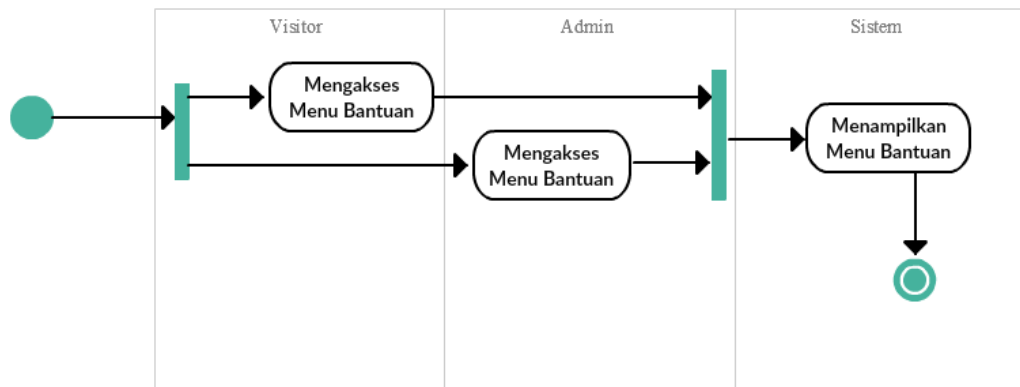 Visitor
Admin
Sistem
Mengakses
Menu Bantuan
Mengakses
Menu Bantuan
Menampilkan
Menu Bantuan